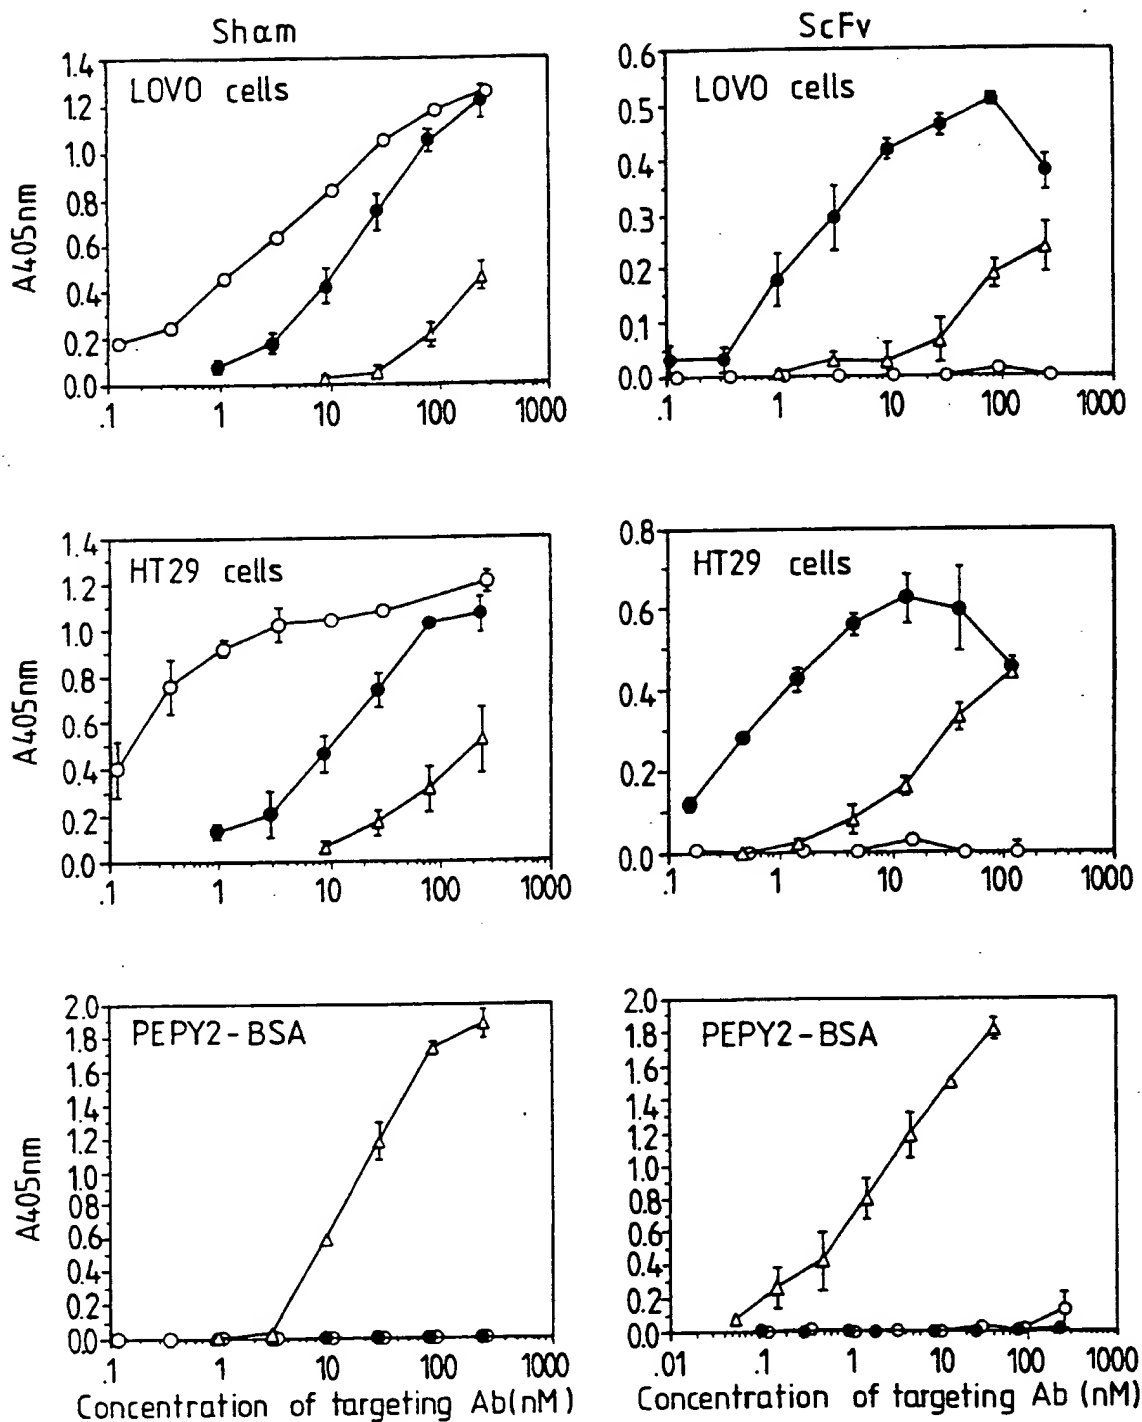 Sham
ScFv
LOVO cells
A405nm
1.4
1.2
1.0
0.8
0.6
0.4
0.2
0.0
.1 1 10 100 1000
LOVO cells
0.6
0.5
0.4
0.3
0.2
0.1
0.0
.1 1 10 100 1000
HT29 cells
A405nm
1.4
1.2
1.0
0.8
0.6
0.4
0.2
0.0
.1 1 10 100 1000
HT29 cells
0.8
0.6
0.4
0.2
0.0
.1 1 10 100 1000
PEPY2-BSA
A405nm
2.0
1.8
1.6
1.4
1.2
1.0
0.8
0.6
0.4
0.2
0.0
.1 1 10 100 1000
Concentration of targeting Ab(nM)
PEPY2-BSA
2.0
1.8
1.6
1.4
1.2
1.0
0.8
0.6
0.4
0.2
0.0
.01 .1 1 10 100 1000
Concentration of targeting Ab (nM)